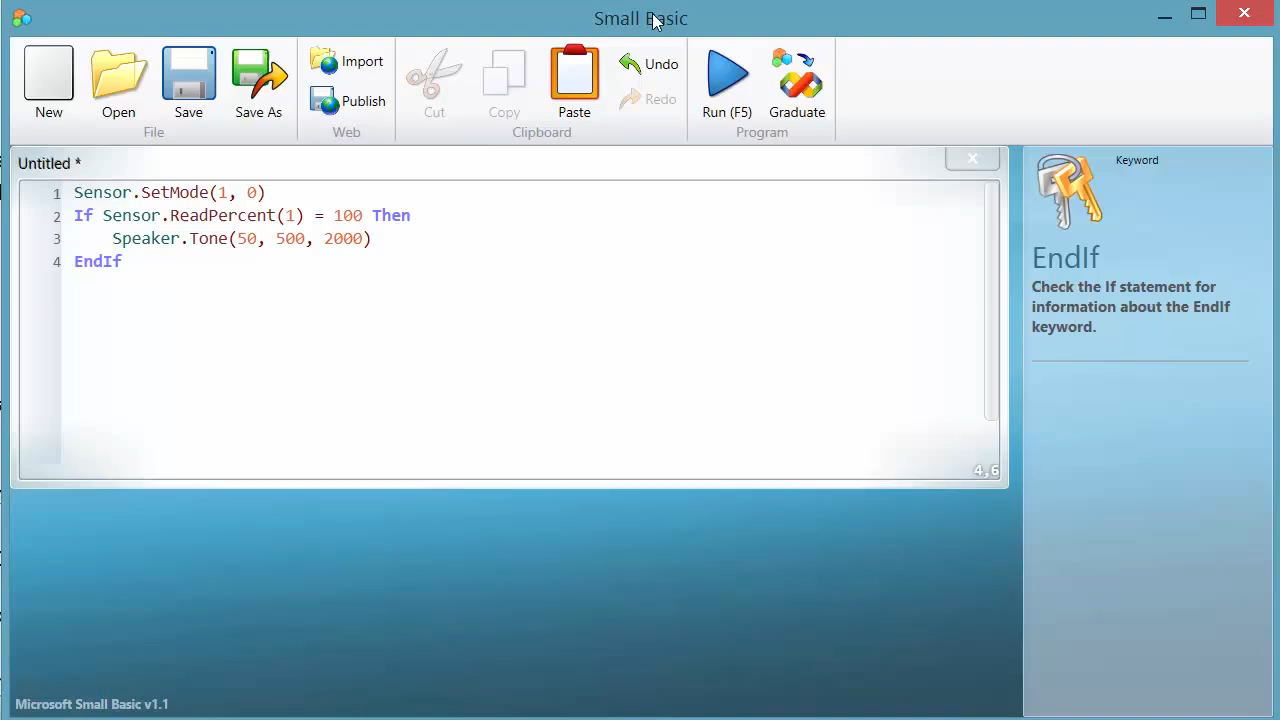 Small Basic
New
Open
Save
Save As
Import
Publish
Cut
Copy
Paste
Undo
Redo
Run (F5)
Graduate
File
Web
Clipboard
Program
Untitled *
1 Sensor.SetMode(1, 0)
2 If Sensor.ReadPercent(1) = 100 Then
3 Speaker.Tone(50, 500, 2000)
4 EndIf
4,6
Keyword
EndIf
Check the If statement for
information about the EndIf
keyword.
Microsoft Small Basic v1.1